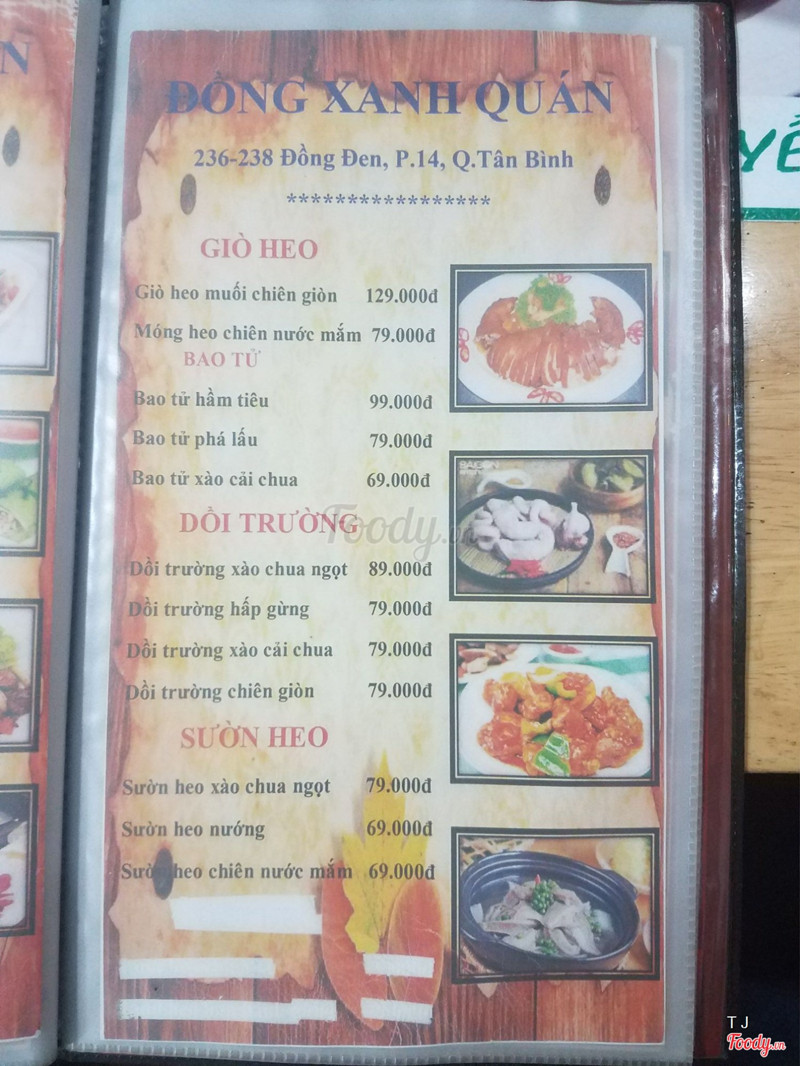 N
ĐỒNG XANH QUÁN
236-238 Đồng Đen, P.14, Q.Tân Bình
*****************
GIÒ HEO
Giò heo muối chiên giòn 129.000đ
Móng heo chiên nước mắm 79.000đ
BAO TỬ
Bao tử hầm tiêu 99.000đ
Bao tử phá lấu 79.000đ
Bao tử xào cải chua 69.000đ
DỒI TRƯỜNG
Dồi trường xào chua ngọt 89.000đ
Dồi trường hấp gừng 79.000đ
Dồi trường xào cải chua 79.000đ
Dồi trường chiên giòn 79.000đ
SƯỜN HEO
Sườn heo xào chua ngọt 79.000đ
Sườn heo nướng 69.000đ
Sườn heo chiên nước mắm 69.000đ
SAIGON
Foody.vn
YỂ
T J
Foody.vn